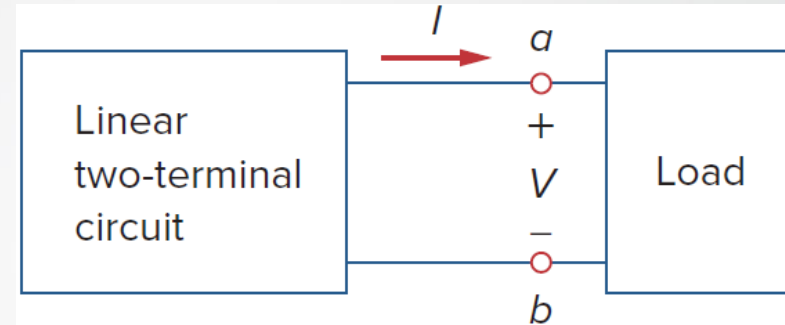 I
a
Linear
two-terminal
circuit
+
V
–
Load
b